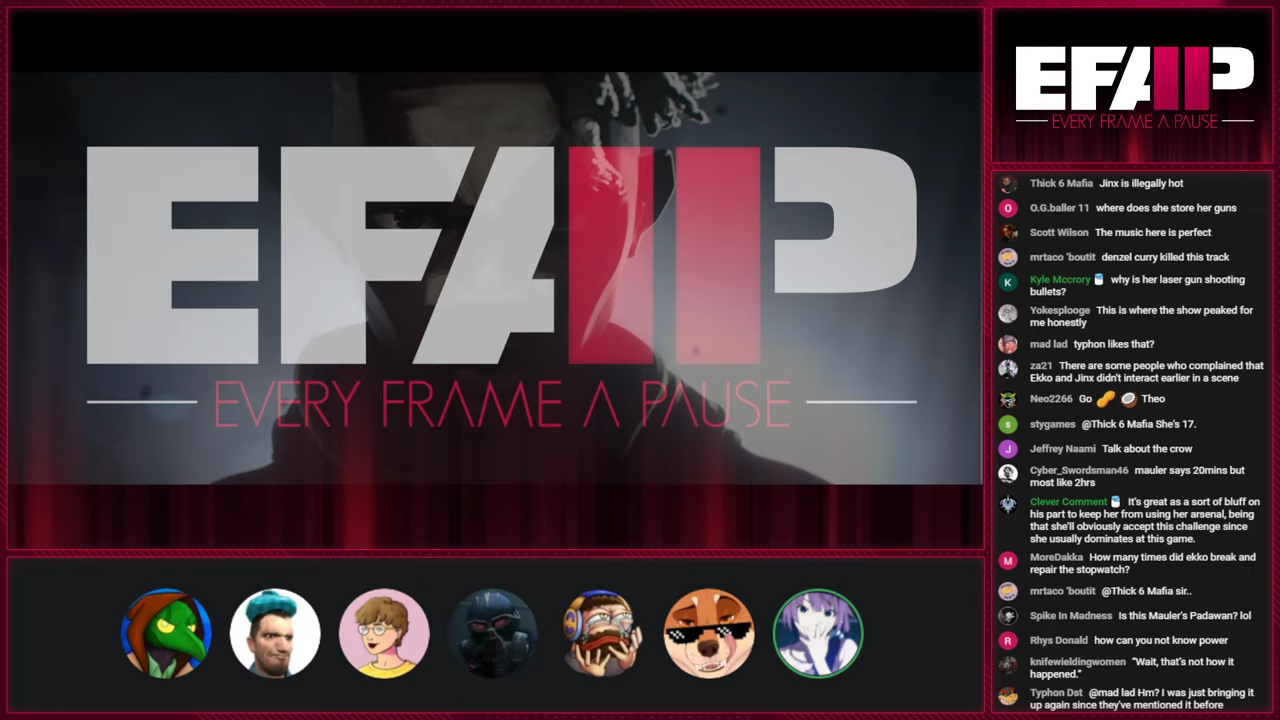 EFAP
EVERY FRAME A PAUSE
EFAP
EVERY FRAME A PAUSE
Thick 6 Mafia Jinx is illegally hot
O O.G.baller 11 where does she store her guns
Scott Wilson The music here is perfect
mrtaco 'boutit denzel curry killed this track
K Kyle Mccrory why is her laser gun shooting
bullets?
Yokesplooge This is where the show peaked for
me honestly
mad lad typhon likes that?
za21 There are some people who complained that
Ekko and Jinx didn't interact earlier in a scene
Neo2266 Go 🥜 🥥 Theo
s stygames @Thick 6 Mafia She's 17.
J Jeffrey Naami Talk about the crow
Cyber_Swordsman46 mauler says 20mins but
most like 2hrs
Clever Comment It's great as a sort of bluff on
his part to keep her from using her arsenal, being
that she'll obviously accept this challenge since
she usually dominates at this game.
M MoreDakka How many times did ekko break and
repair the stopwatch?
mrtaco 'boutit @Thick 6 Mafia sir..
Spike In Madness Is this Mauler's Padawan? lol
R Rhys Donald how can you not know power
knifewieldingwomen "Wait, that's not how it
happened."
Typhon Dst @mad lad Hm? I was just bringing it
up again since they've mentioned it before